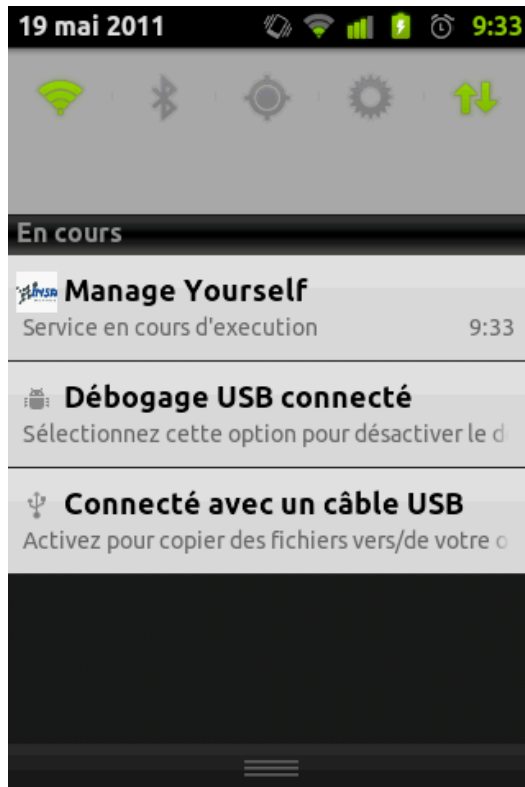 19 mai 2011 9:33
En cours
INSA Manage Yourself
Service en cours d'execution 9:33
Débogage USB connecté
Sélectionnez cette option pour désactiver le d
Connecté avec un câble USB
Activez pour copier des fichiers vers/de votre o